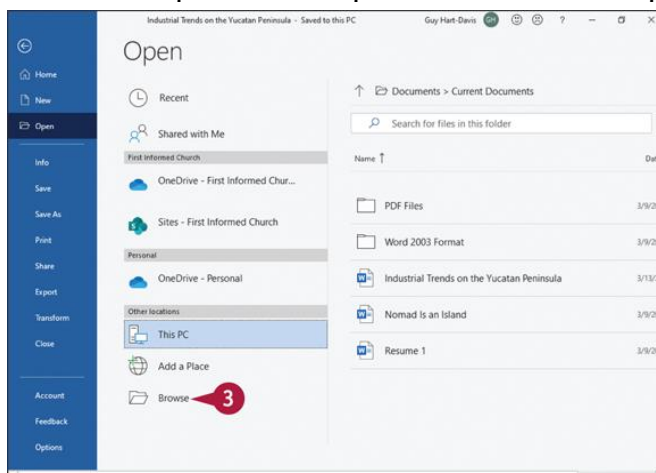 Industrial Trends on the Yucatan Peninsula - Saved to this PC
Guy Hart-Davis GH ?
Open
Home
New
Open
Info
Save
Save As
Print
Share
Export
Transform
Close
Account
Feedback
Options
Recent
Shared with Me
First Informed Church
OneDrive - First Informed Chur...
Sites - First Informed Church
Personal
OneDrive - Personal
Other locations
This PC
Add a Place
Browse 3
Documents > Current Documents
Search for files in this folder
Name
PDF Files
Word 2003 Format
Industrial Trends on the Yucatan Peninsula
Nomad Is an Island
Resume 1